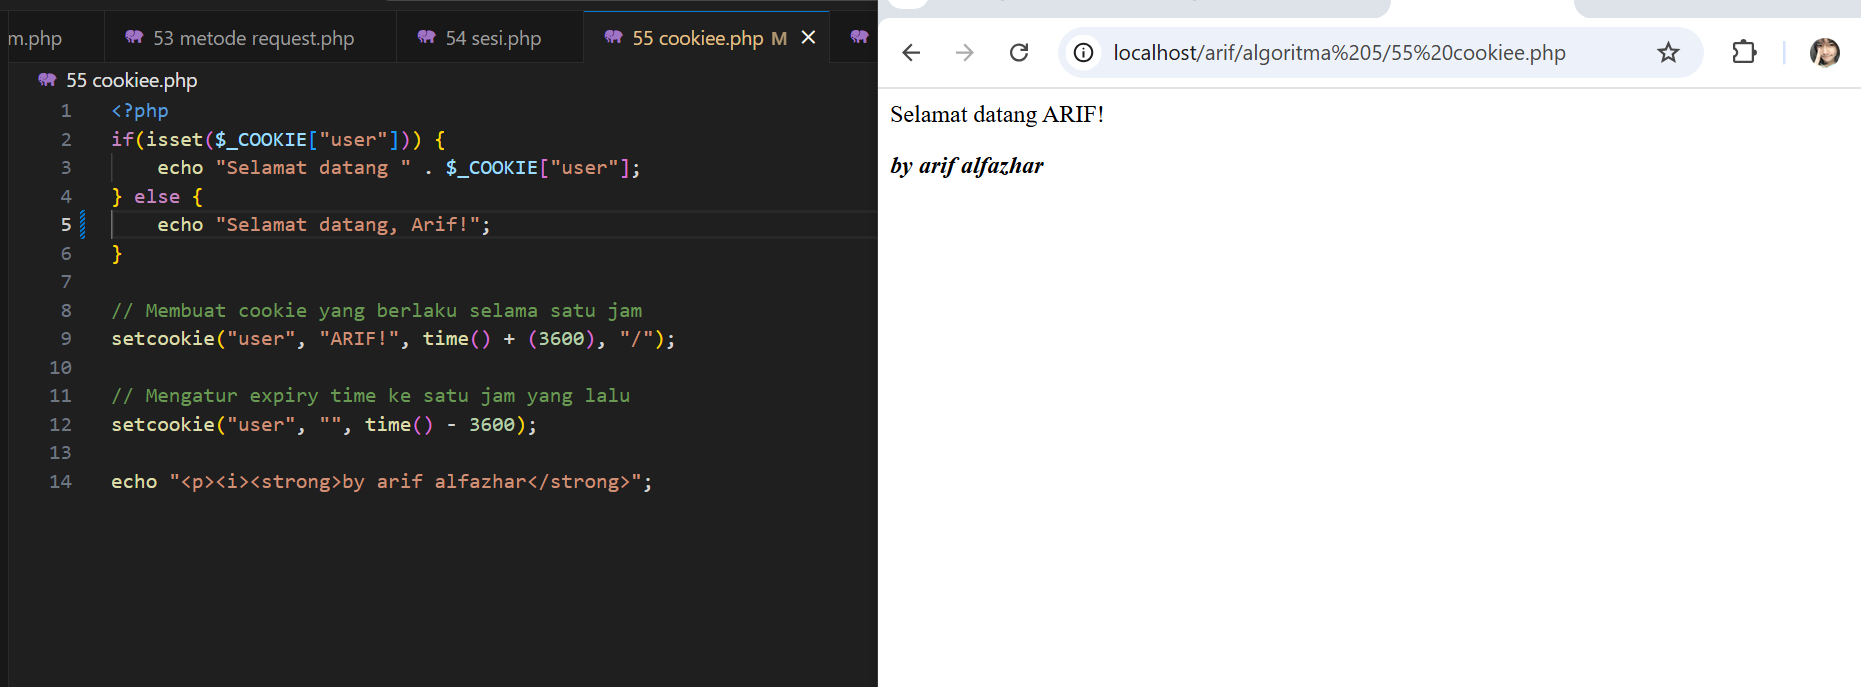 m.php 53 metode request.php 54 sesi.php 55 cookiee.php M
55 cookiee.php
1 <?php
2 if(isset($_COOKIE["user"])) {
3     echo "Selamat datang " . $_COOKIE["user"];
4 } else {
5     echo "Selamat datang, Arif!";
6 }
7
8 // Membuat cookie yang berlaku selama satu jam
9 setcookie("user", "ARIF!", time() + (3600), "/");
10
11 // Mengatur expiry time ke satu jam yang lalu
12 setcookie("user", "", time() - 3600);
13
14 echo "<p><i><strong>by arif alfazhar</strong>";
localhost/arif/algoritma%205/55%20cookiee.php
Selamat datang ARIF!
by arif alfazhar